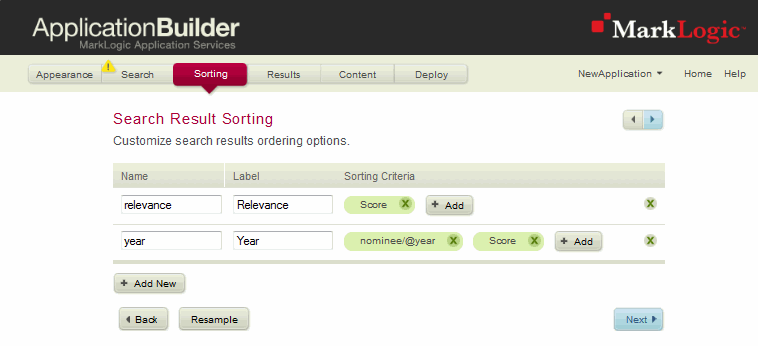 ApplicationBuilder
MarkLogic Application Services
MarkLogic
Appearance Search Sorting Results Content Deploy NewApplication Home Help
Search Result Sorting
Customize search results ordering options.
Name Label Sorting Criteria
relevance Relevance Score X + Add X
year Year nominee/@year X Score X + Add X
+ Add New
Back Resample Next